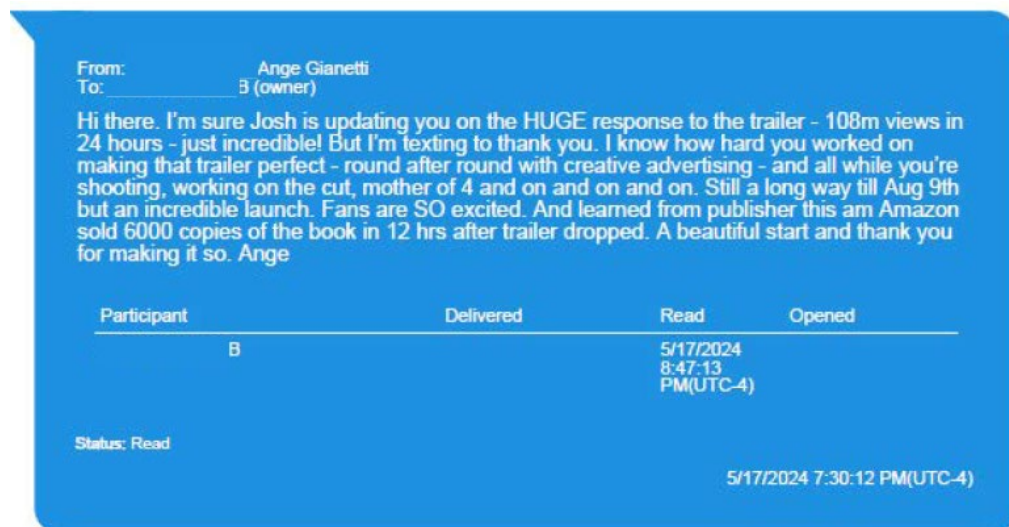 From: Ange Gianetti
To: B (owner)
Hi there. I'm sure Josh is updating you on the HUGE response to the trailer - 108m views in
24 hours - just incredible! But I'm texting to thank you. I know how hard you worked on
making that trailer perfect - round after round with creative advertising - and all while you're
shooting, working on the cut, mother of 4 and on and on and on. Still a long way till Aug 9th
but an incredible launch. Fans are SO excited. And learned from publisher this am Amazon
sold 6000 copies of the book in 12 hrs after trailer dropped. A beautiful start and thank you
for making it so. Ange
Participant Delivered Read Opened
B 5/17/2024
8:47:13
PM(UTC-4)
Status: Read
5/17/2024 7:30:12 PM(UTC-4)